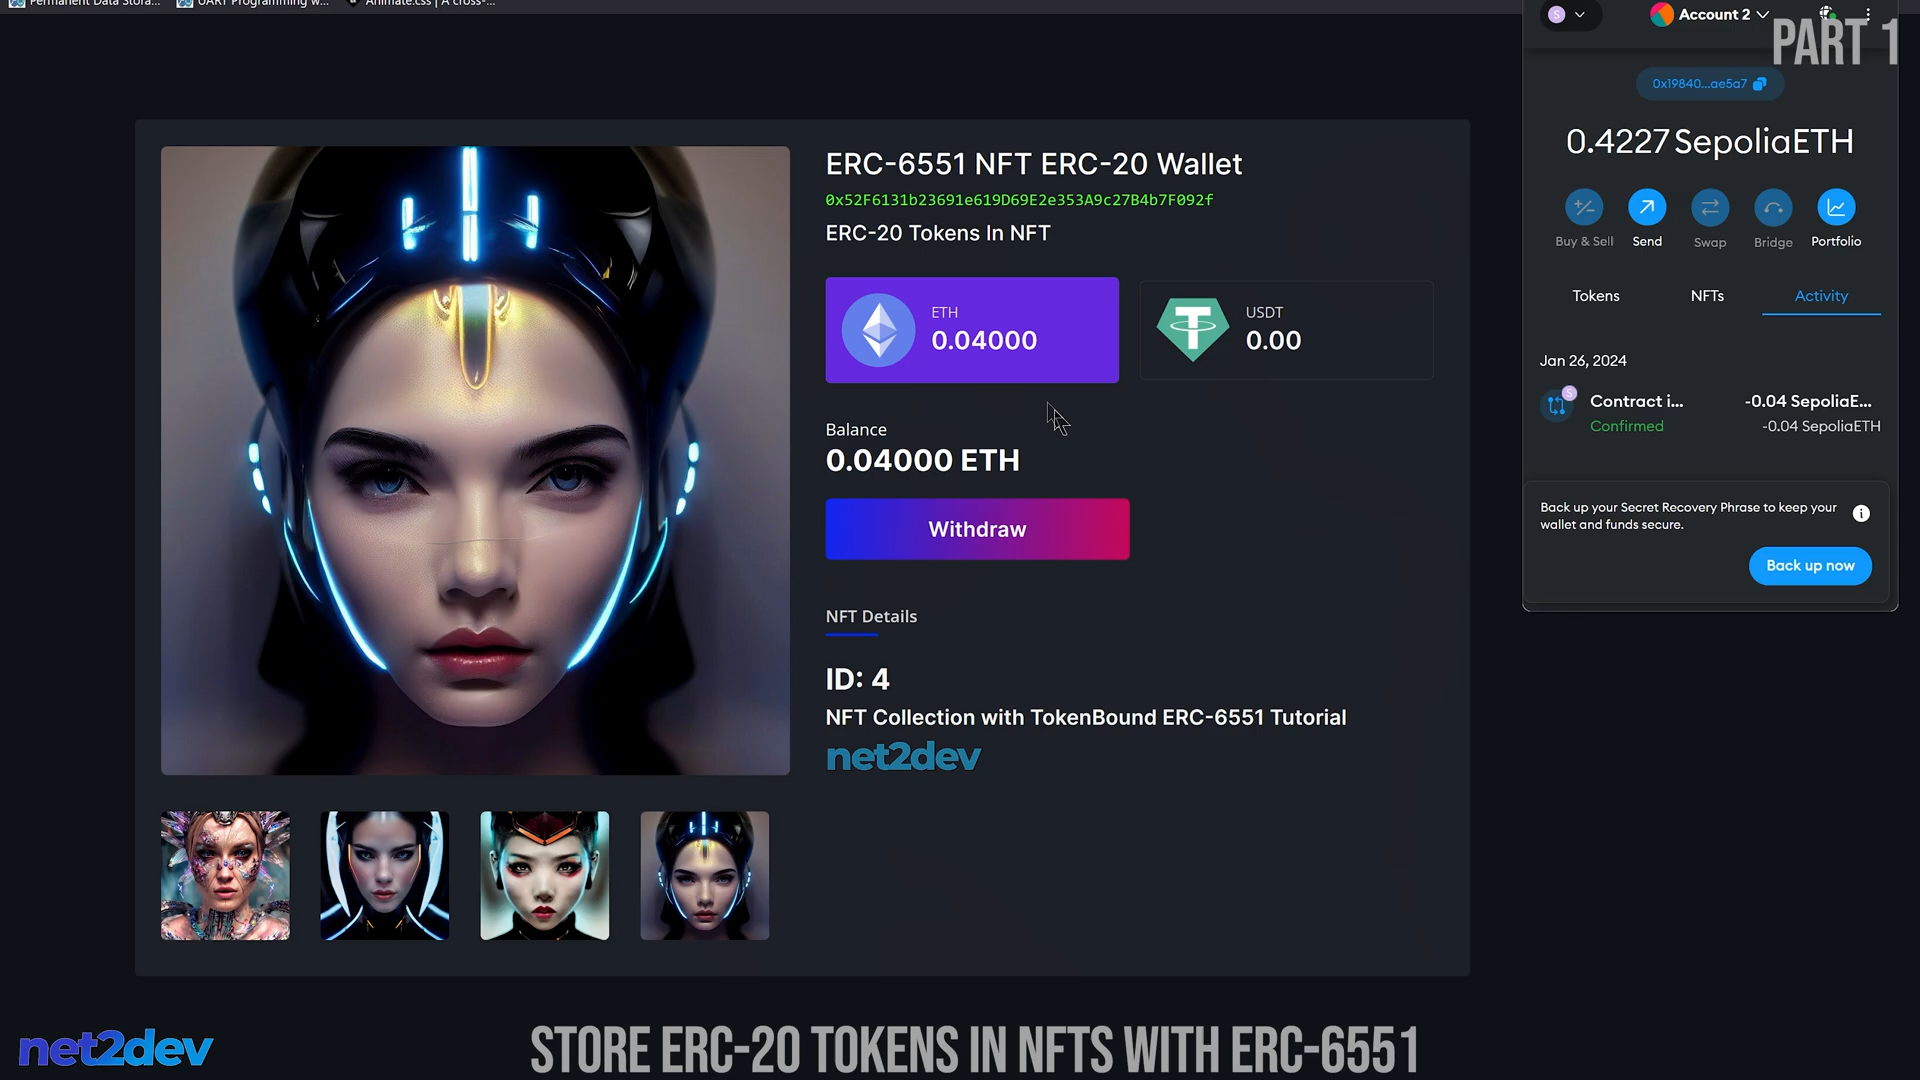 Permanent Data Stora...
UART Programming w...
Animate.css | A cross-...
S
Account 2
PART 1
0x19840...ae5a7
0.4227 SepoliaETH
Buy & Sell
Send
Swap
Bridge
Portfolio
Tokens
NFTs
Activity
Jan 26, 2024
S
Contract i...
-0.04 SepoliaE...
Confirmed
-0.04 SepoliaETH
Back up your Secret Recovery Phrase to keep your
wallet and funds secure.
Back up now
ERC-6551 NFT ERC-20 Wallet
0x52F6131b23691e619D69E2e353A9c27B4b7F092f
ERC-20 Tokens In NFT
ETH
0.04000
USDT
0.00
Balance
0.04000 ETH
Withdraw
NFT Details
ID: 4
NFT Collection with TokenBound ERC-6551 Tutorial
net2dev
net2dev
STORE ERC-20 TOKENS IN NFTS WITH ERC-6551